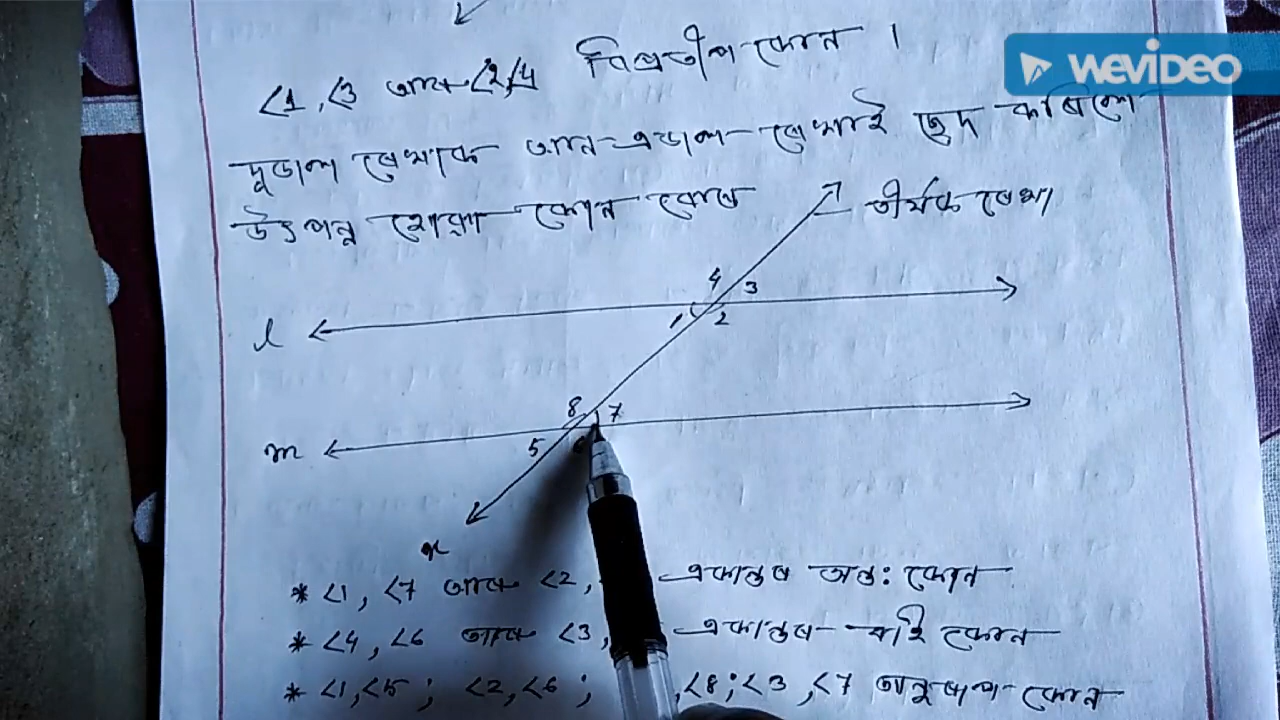 WEVIDEO
<1, <3 আৰু <2, <4 বিপ্ৰতীপ কোন ।
দুডাল ৰেখাক আন এডাল ৰেখাই ছেদ কৰিলে
উৎপন্ন হোৱা কোন বোৰ
তীৰ্যক ৰেখা
4 3
l 1 2
8 7
m 5 6
n
* <1, <7 আৰু <2, একান্তৰ অন্ত: কোন
* <4, <6 আৰু <3, একান্তৰ বহি কোন
* <1, <5 ; <2, <6 ; , <8 ; <3, <7 অনুৰূপ কোন